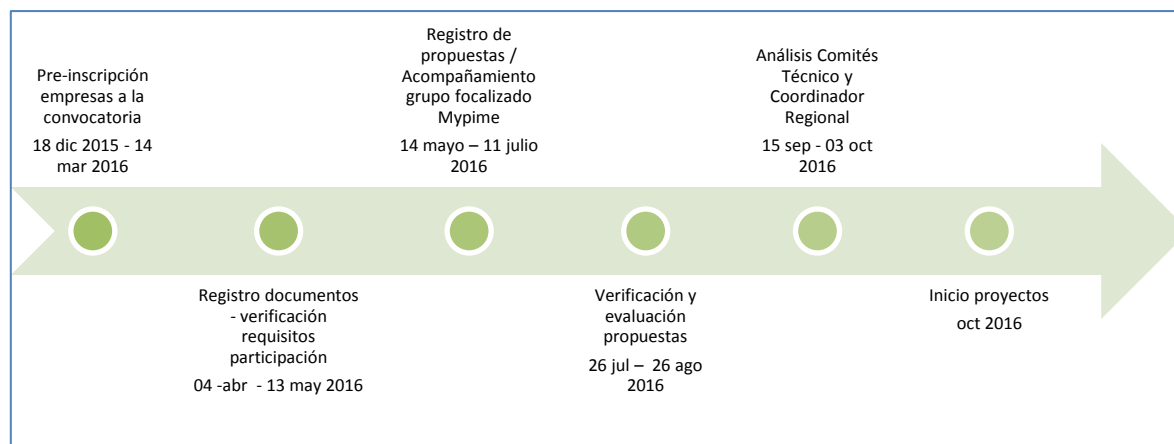 Pre-inscripción
empresas a la
convocatoria
18 dic 2015 - 14
mar 2016
Registro documentos
- verificación
requisitos
participación
04 -abr  - 13 may 2016
Registro de
propuestas /
Acompañamiento
grupo focalizado
Mypime
14 mayo – 11 julio
2016
Verificación y
evaluación
propuestas
26 jul –  26 ago
2016
Análisis Comités
Técnico y
Coordinador
Regional
15 sep - 03 oct
2016
Inicio proyectos
oct 2016